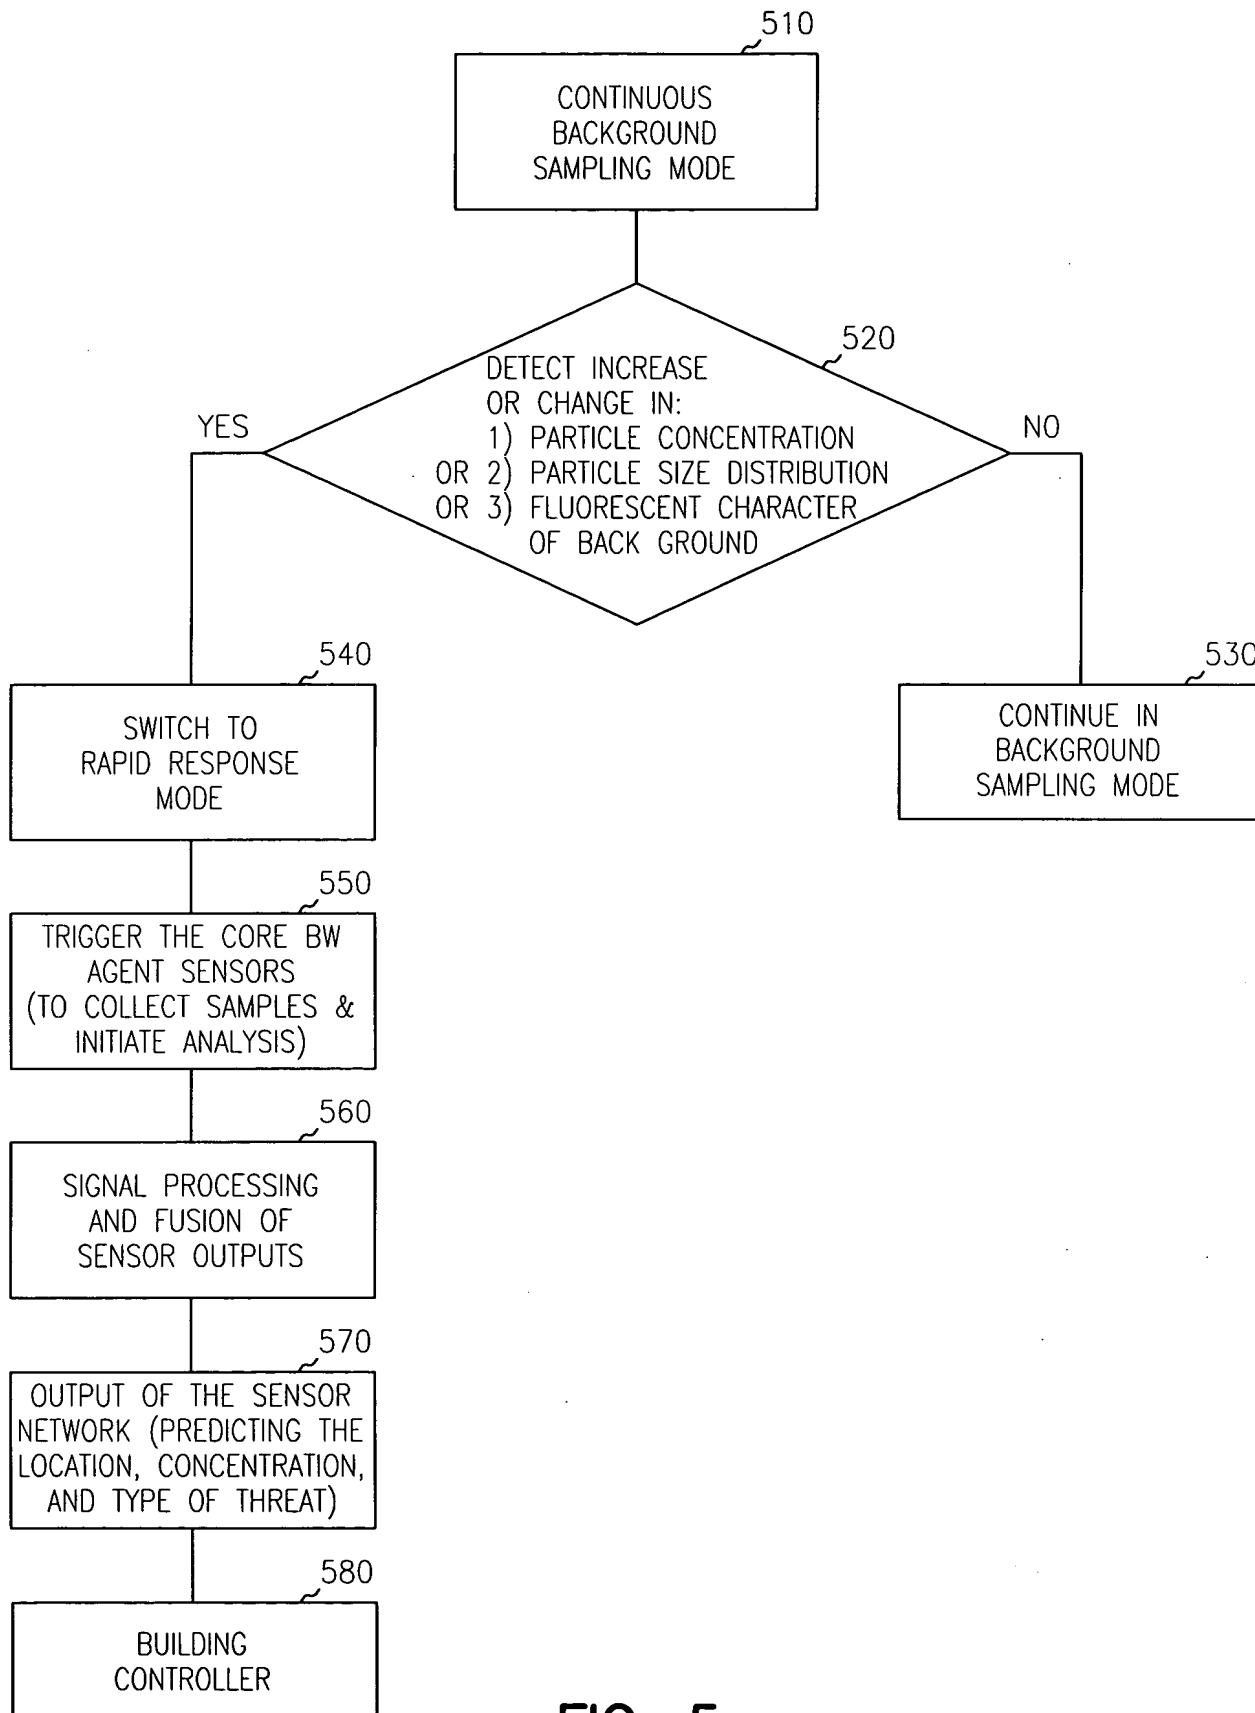 510
CONTINUOUS
BACKGROUND
SAMPLING MODE
520
DETECT INCREASE
OR CHANGE IN:
1) PARTICLE CONCENTRATION
OR 2) PARTICLE SIZE DISTRIBUTION
OR 3) FLUORESCENT CHARACTER
OF BACK GROUND
YES
NO
540
SWITCH TO
RAPID RESPONSE
MODE
530
CONTINUE IN
BACKGROUND
SAMPLING MODE
550
TRIGGER THE CORE BW
AGENT SENSORS
(TO COLLECT SAMPLES &
INITIATE ANALYSIS)
560
SIGNAL PROCESSING
AND FUSION OF
SENSOR OUTPUTS
570
OUTPUT OF THE SENSOR
NETWORK (PREDICTING THE
LOCATION, CONCENTRATION,
AND TYPE OF THREAT)
580
BUILDING
CONTROLLER
FIG. 5